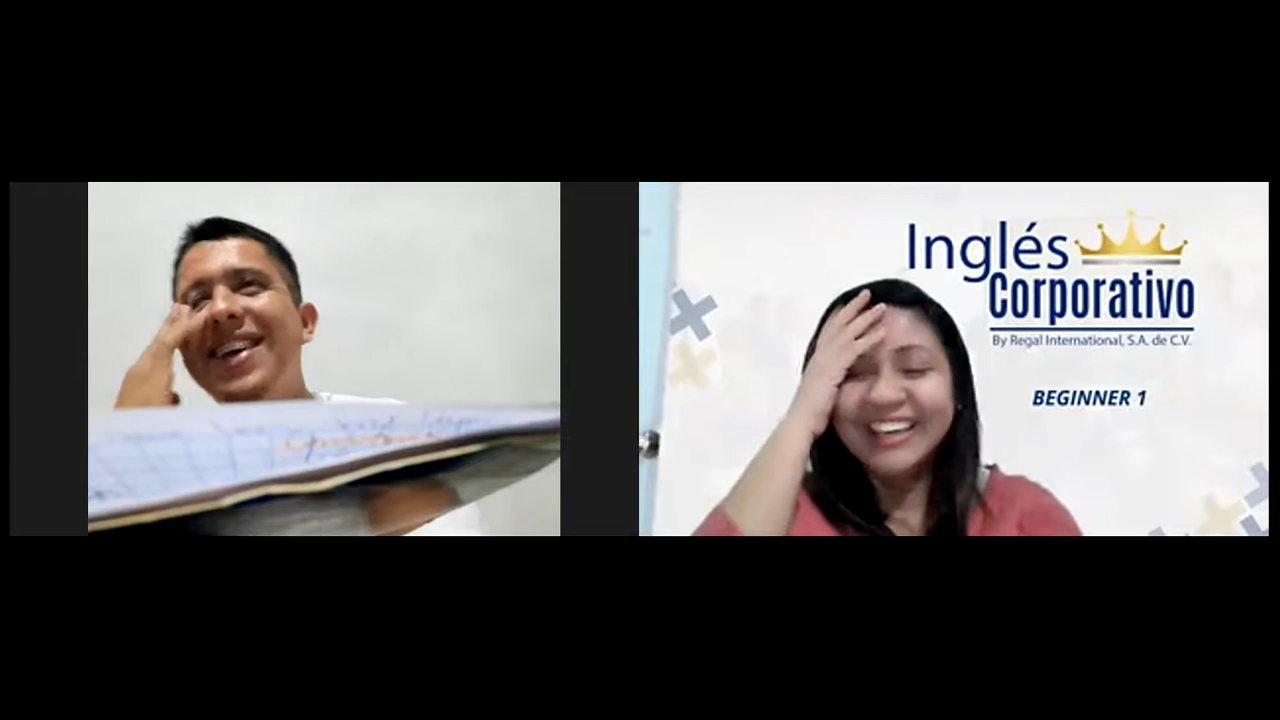 Inglés
Corporativo
By Regal International, S.A. de C.V.
BEGINNER 1